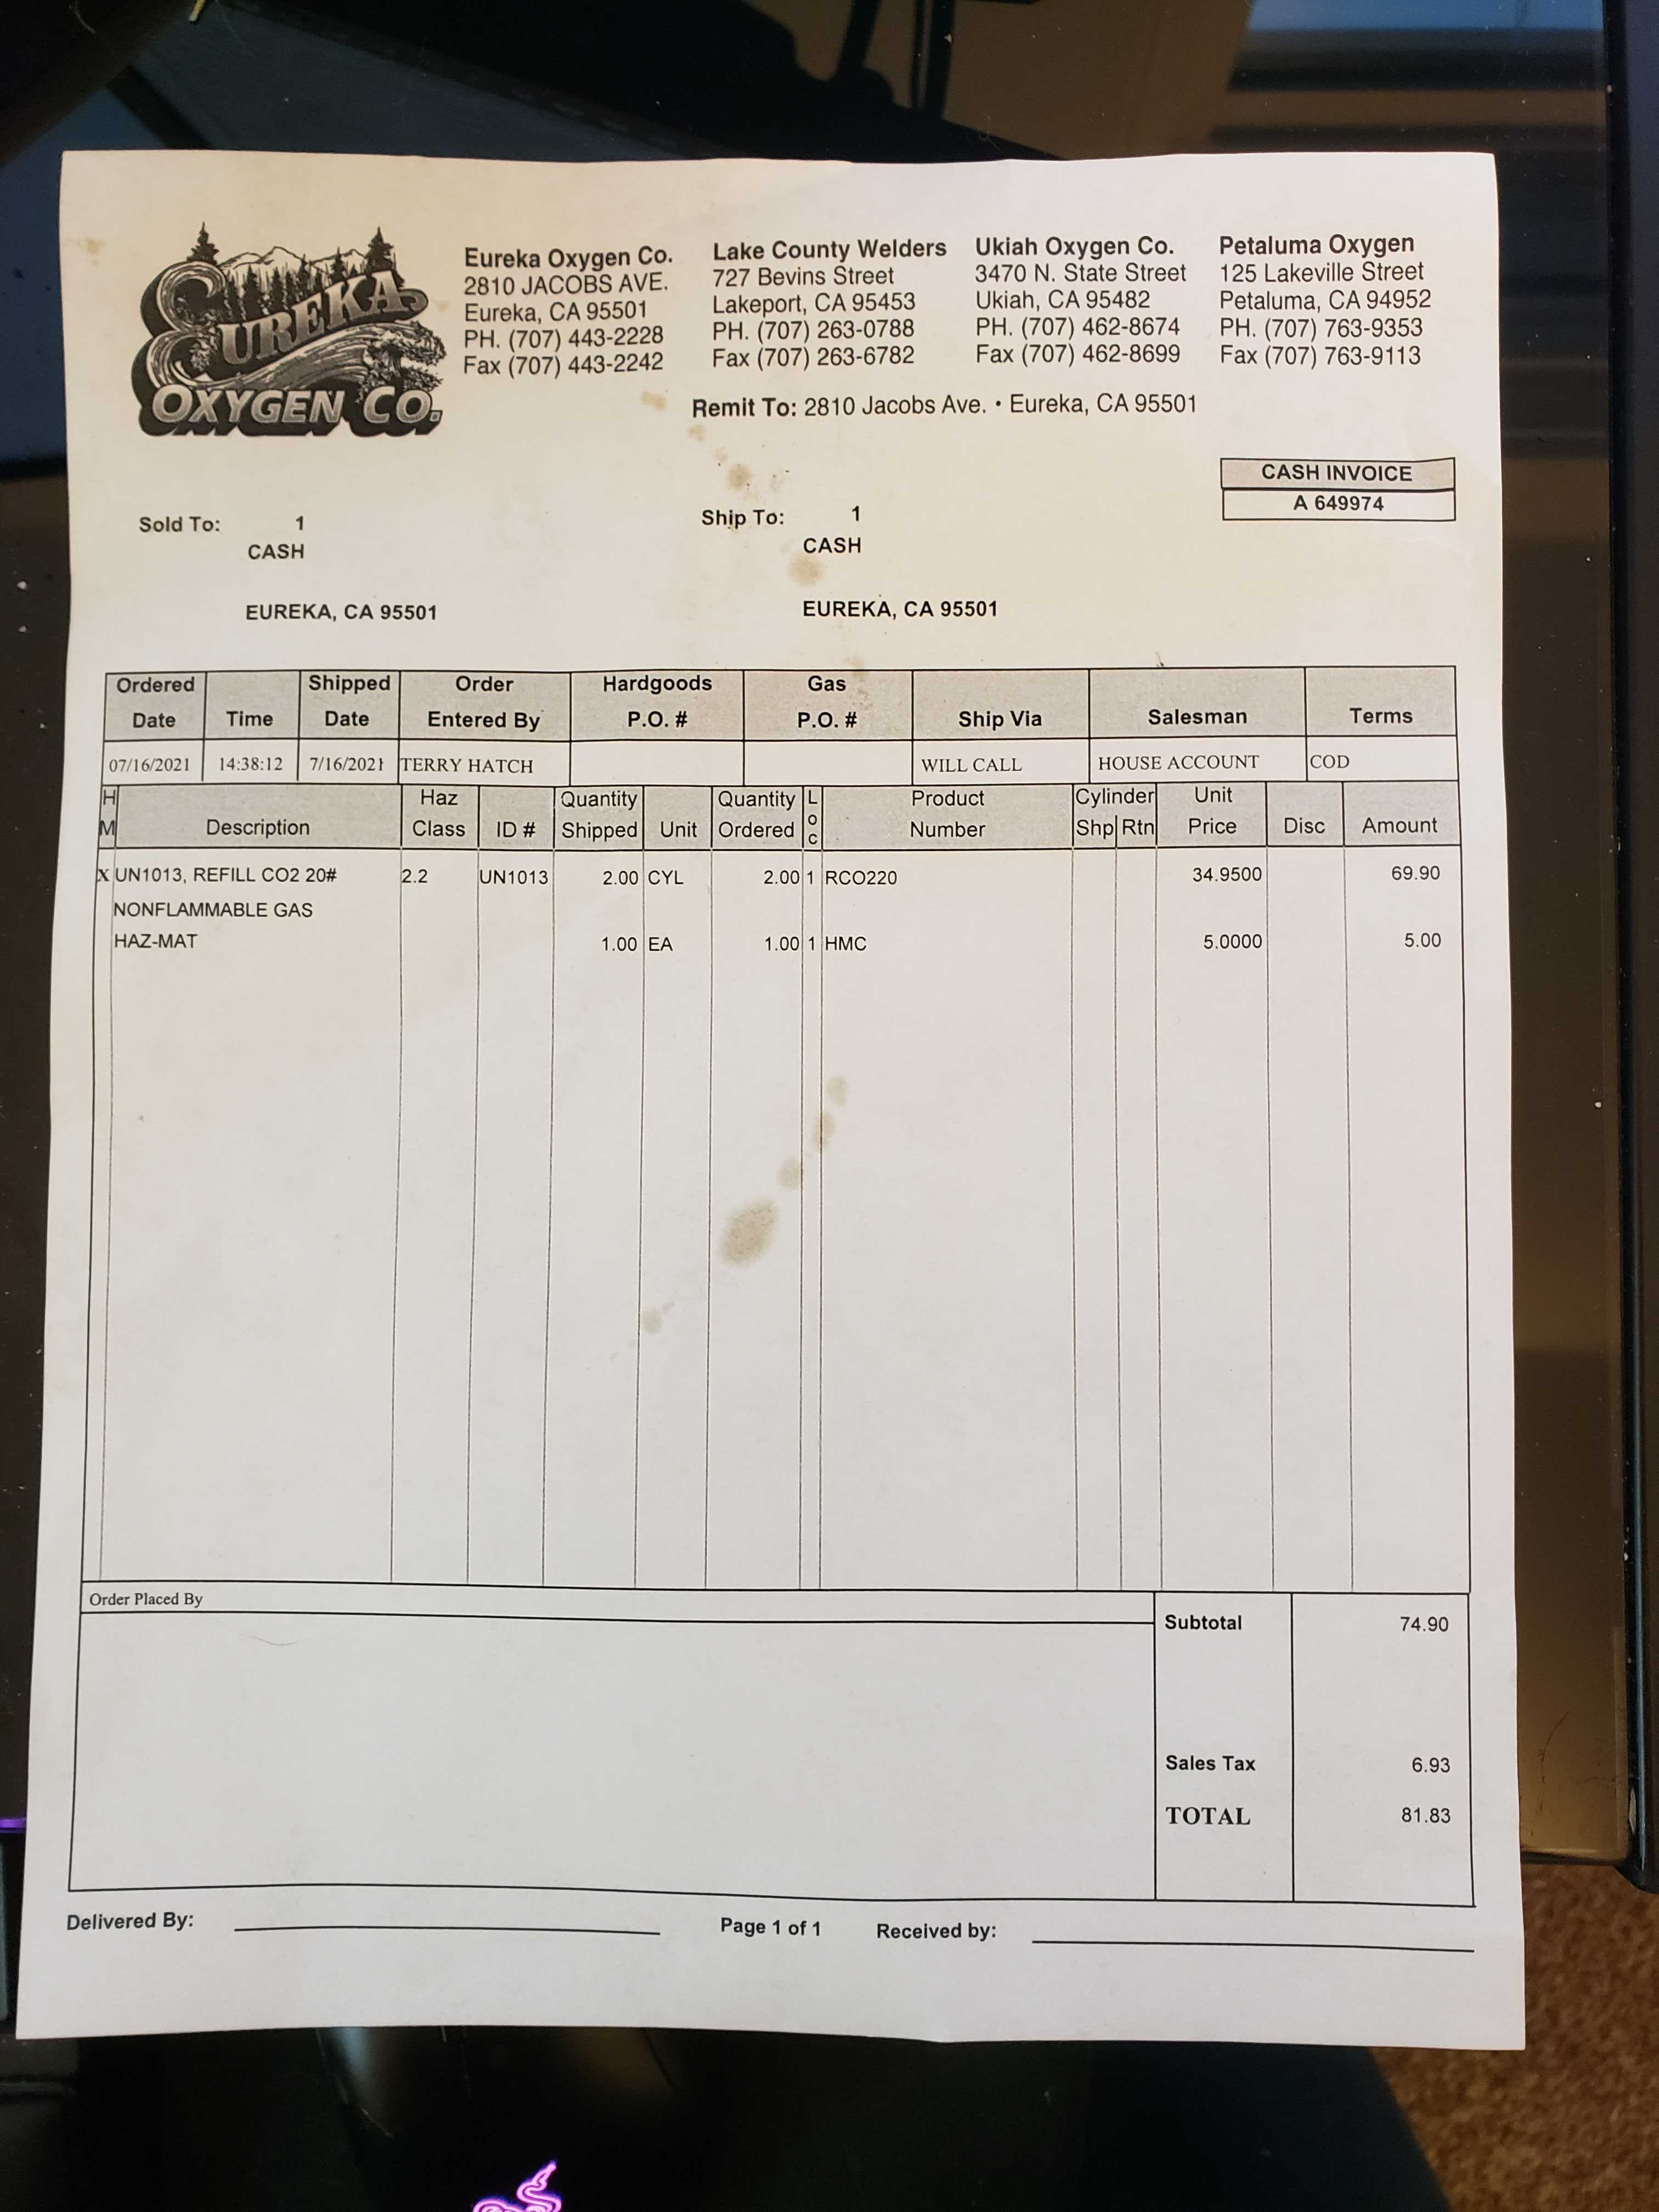 EUREKA
OXYGEN CO.
Eureka Oxygen Co.
2810 JACOBS AVE.
Eureka, CA 95501
PH. (707) 443-2228
Fax (707) 443-2242
Lake County Welders
727 Bevins Street
Lakeport, CA 95453
PH. (707) 263-0788
Fax (707) 263-6782
Ukiah Oxygen Co.
3470 N. State Street
Ukiah, CA 95482
PH. (707) 462-8674
Fax (707) 462-8699
Petaluma Oxygen
125 Lakeville Street
Petaluma, CA 94952
PH. (707) 763-9353
Fax (707) 763-9113
Remit To: 2810 Jacobs Ave. • Eureka, CA 95501
CASH INVOICE
A 649974
Sold To: 1
CASH
EUREKA, CA 95501
Ship To: 1
CASH
EUREKA, CA 95501
Ordered Date Time Shipped Date Order Entered By Hardgoods P.O. # Gas P.O. # Ship Via Salesman Terms
07/16/2021 14:38:12 7/16/2021 TERRY HATCH WILL CALL HOUSE ACCOUNT COD
HM Description Haz Class ID # Quantity Shipped Unit Quantity Ordered Loc Product Number Cylinder Shp Rtn Unit Price Disc Amount
X UN1013, REFILL CO2 20# 2.2 UN1013 2.00 CYL 2.00 1 RCO220 34.9500 69.90
NONFLAMMABLE GAS
HAZ-MAT 1.00 EA 1.00 1 HMC 5.0000 5.00
Order Placed By
Subtotal 74.90
Sales Tax 6.93
TOTAL 81.83
Delivered By: Page 1 of 1 Received by: